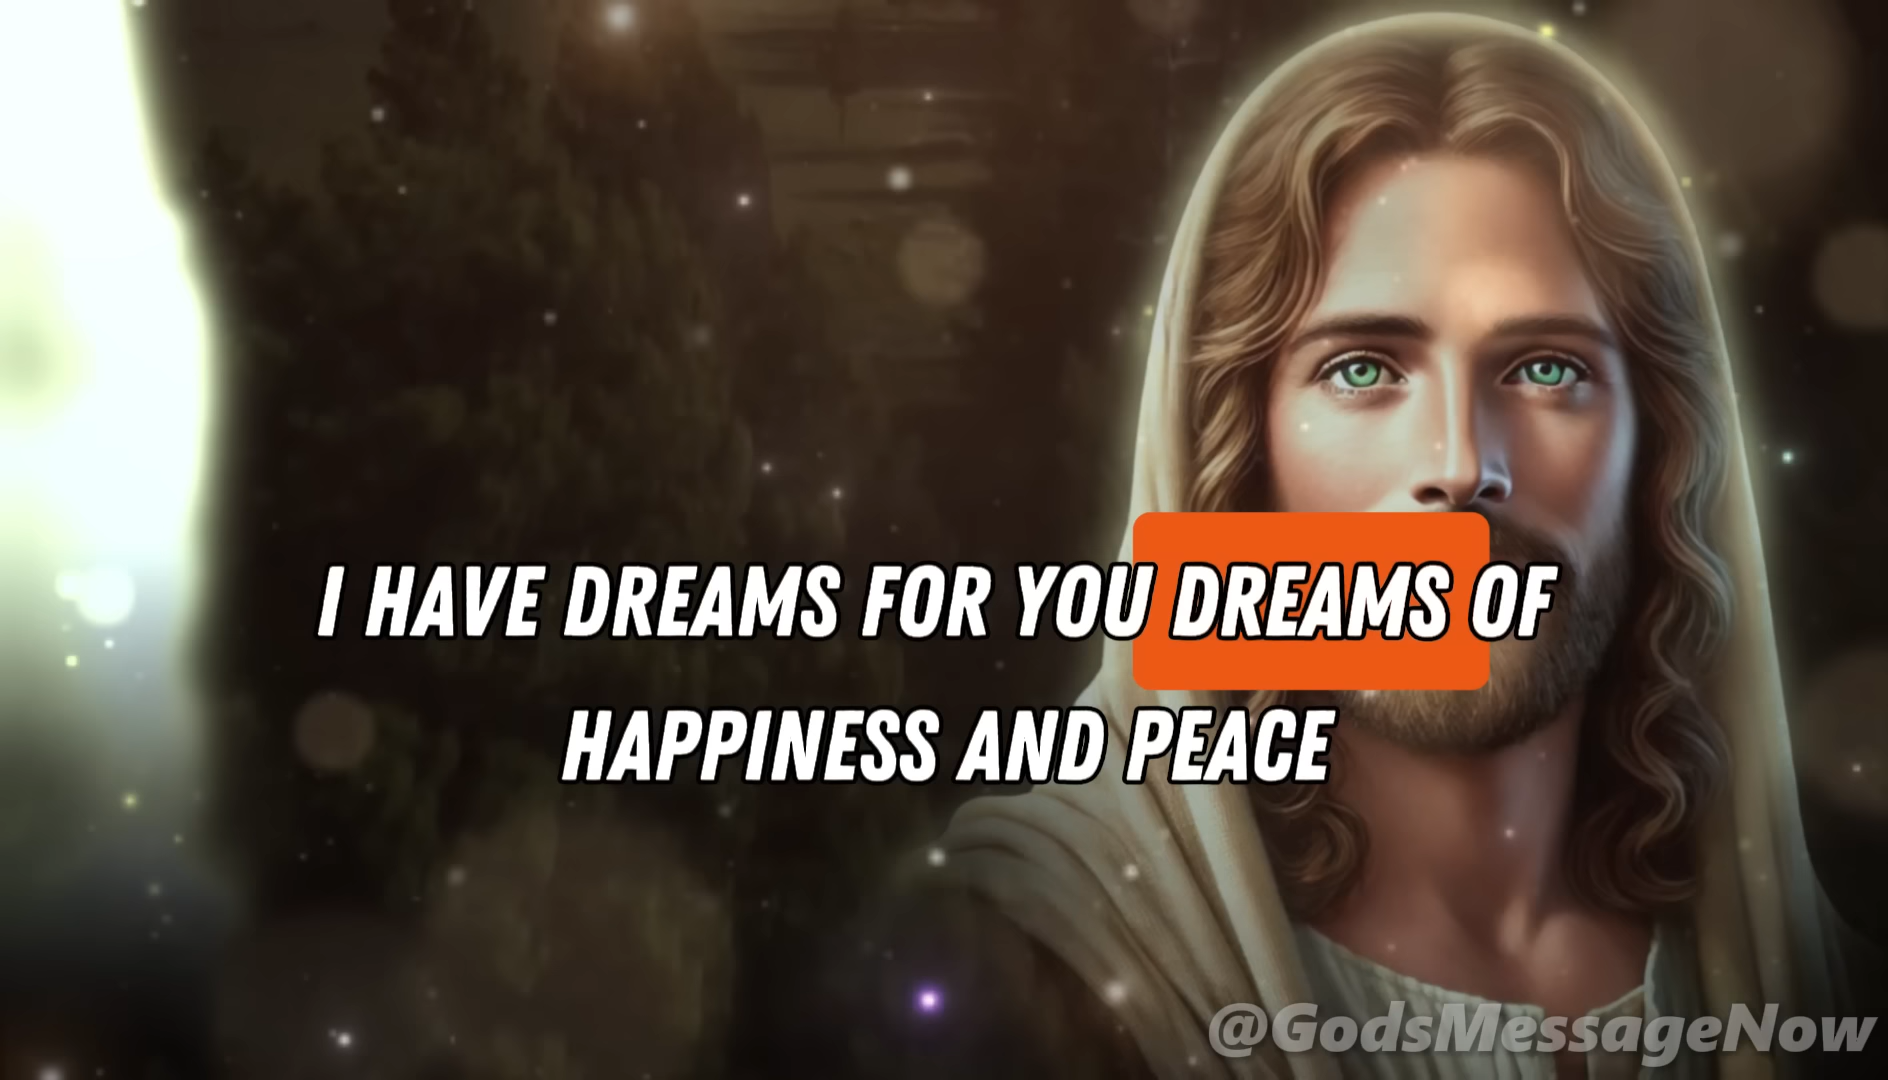 I HAVE DREAMS FOR YOU DREAMS OF
HAPPINESS AND PEACE
@GodsMessageNow